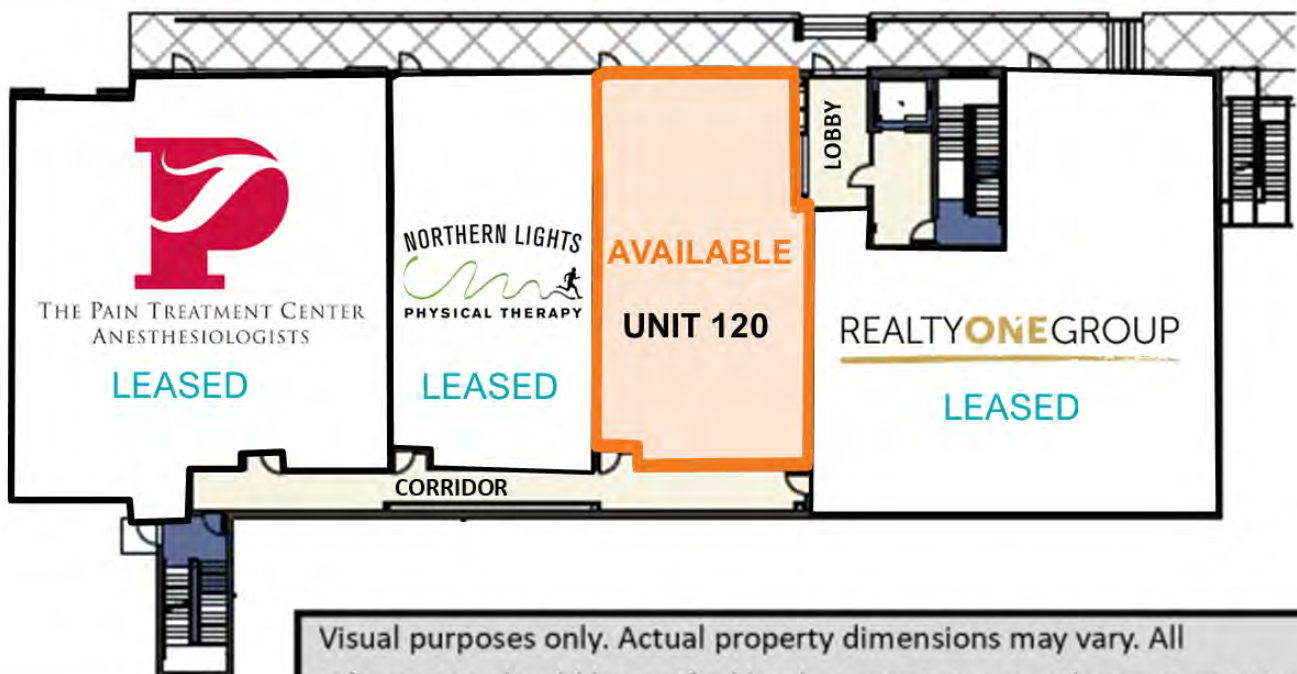 THE PAIN TREATMENT CENTER
ANESTHESIOLOGISTS
LEASED
NORTHERN LIGHTS
PHYSICAL THERAPY
LEASED
AVAILABLE
UNIT 120
LOBBY
REALTYONEGROUP
LEASED
CORRIDOR
Visual purposes only. Actual property dimensions may vary. All